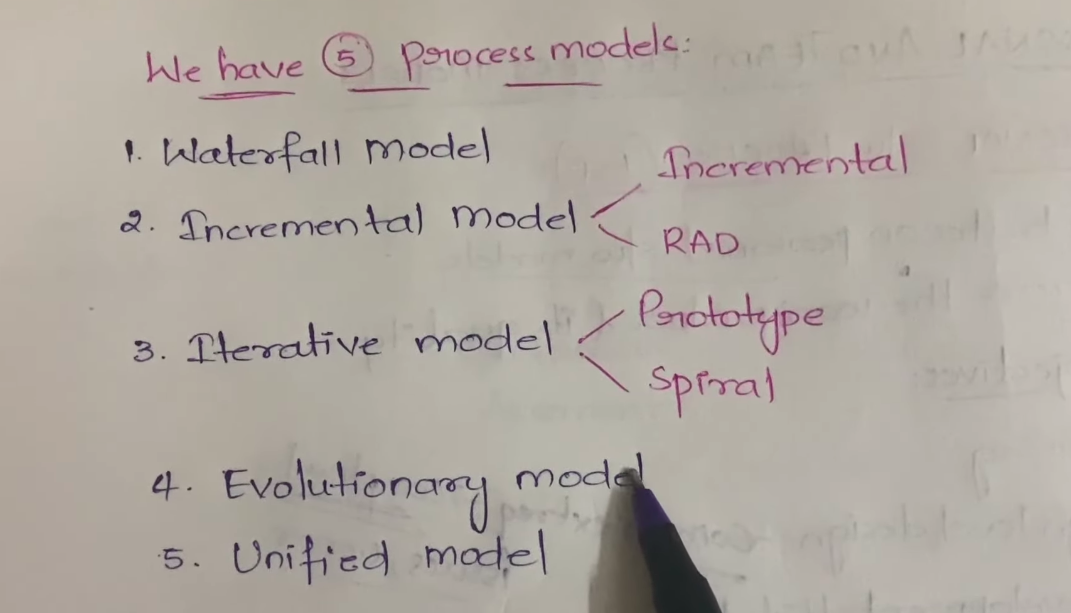 We have 5 process models:
1. Waterfall model
2. Incremental model
Incremental
RAD
3. Iterative model
Prototype
Spiral
4. Evolutionary model
5. Unified model